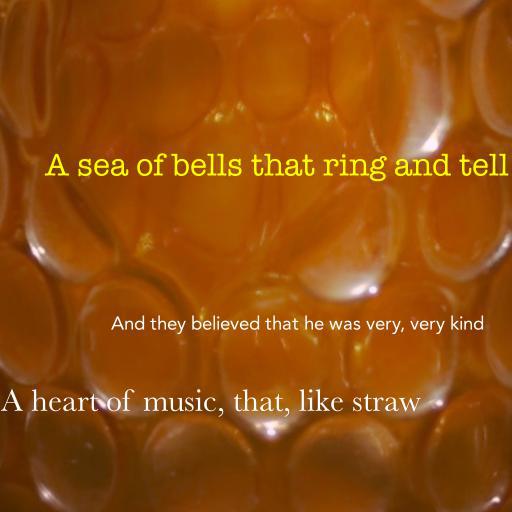 A sea of bells that ring and tell
And they believed that he was very, very kind
A heart of music, that, like straw